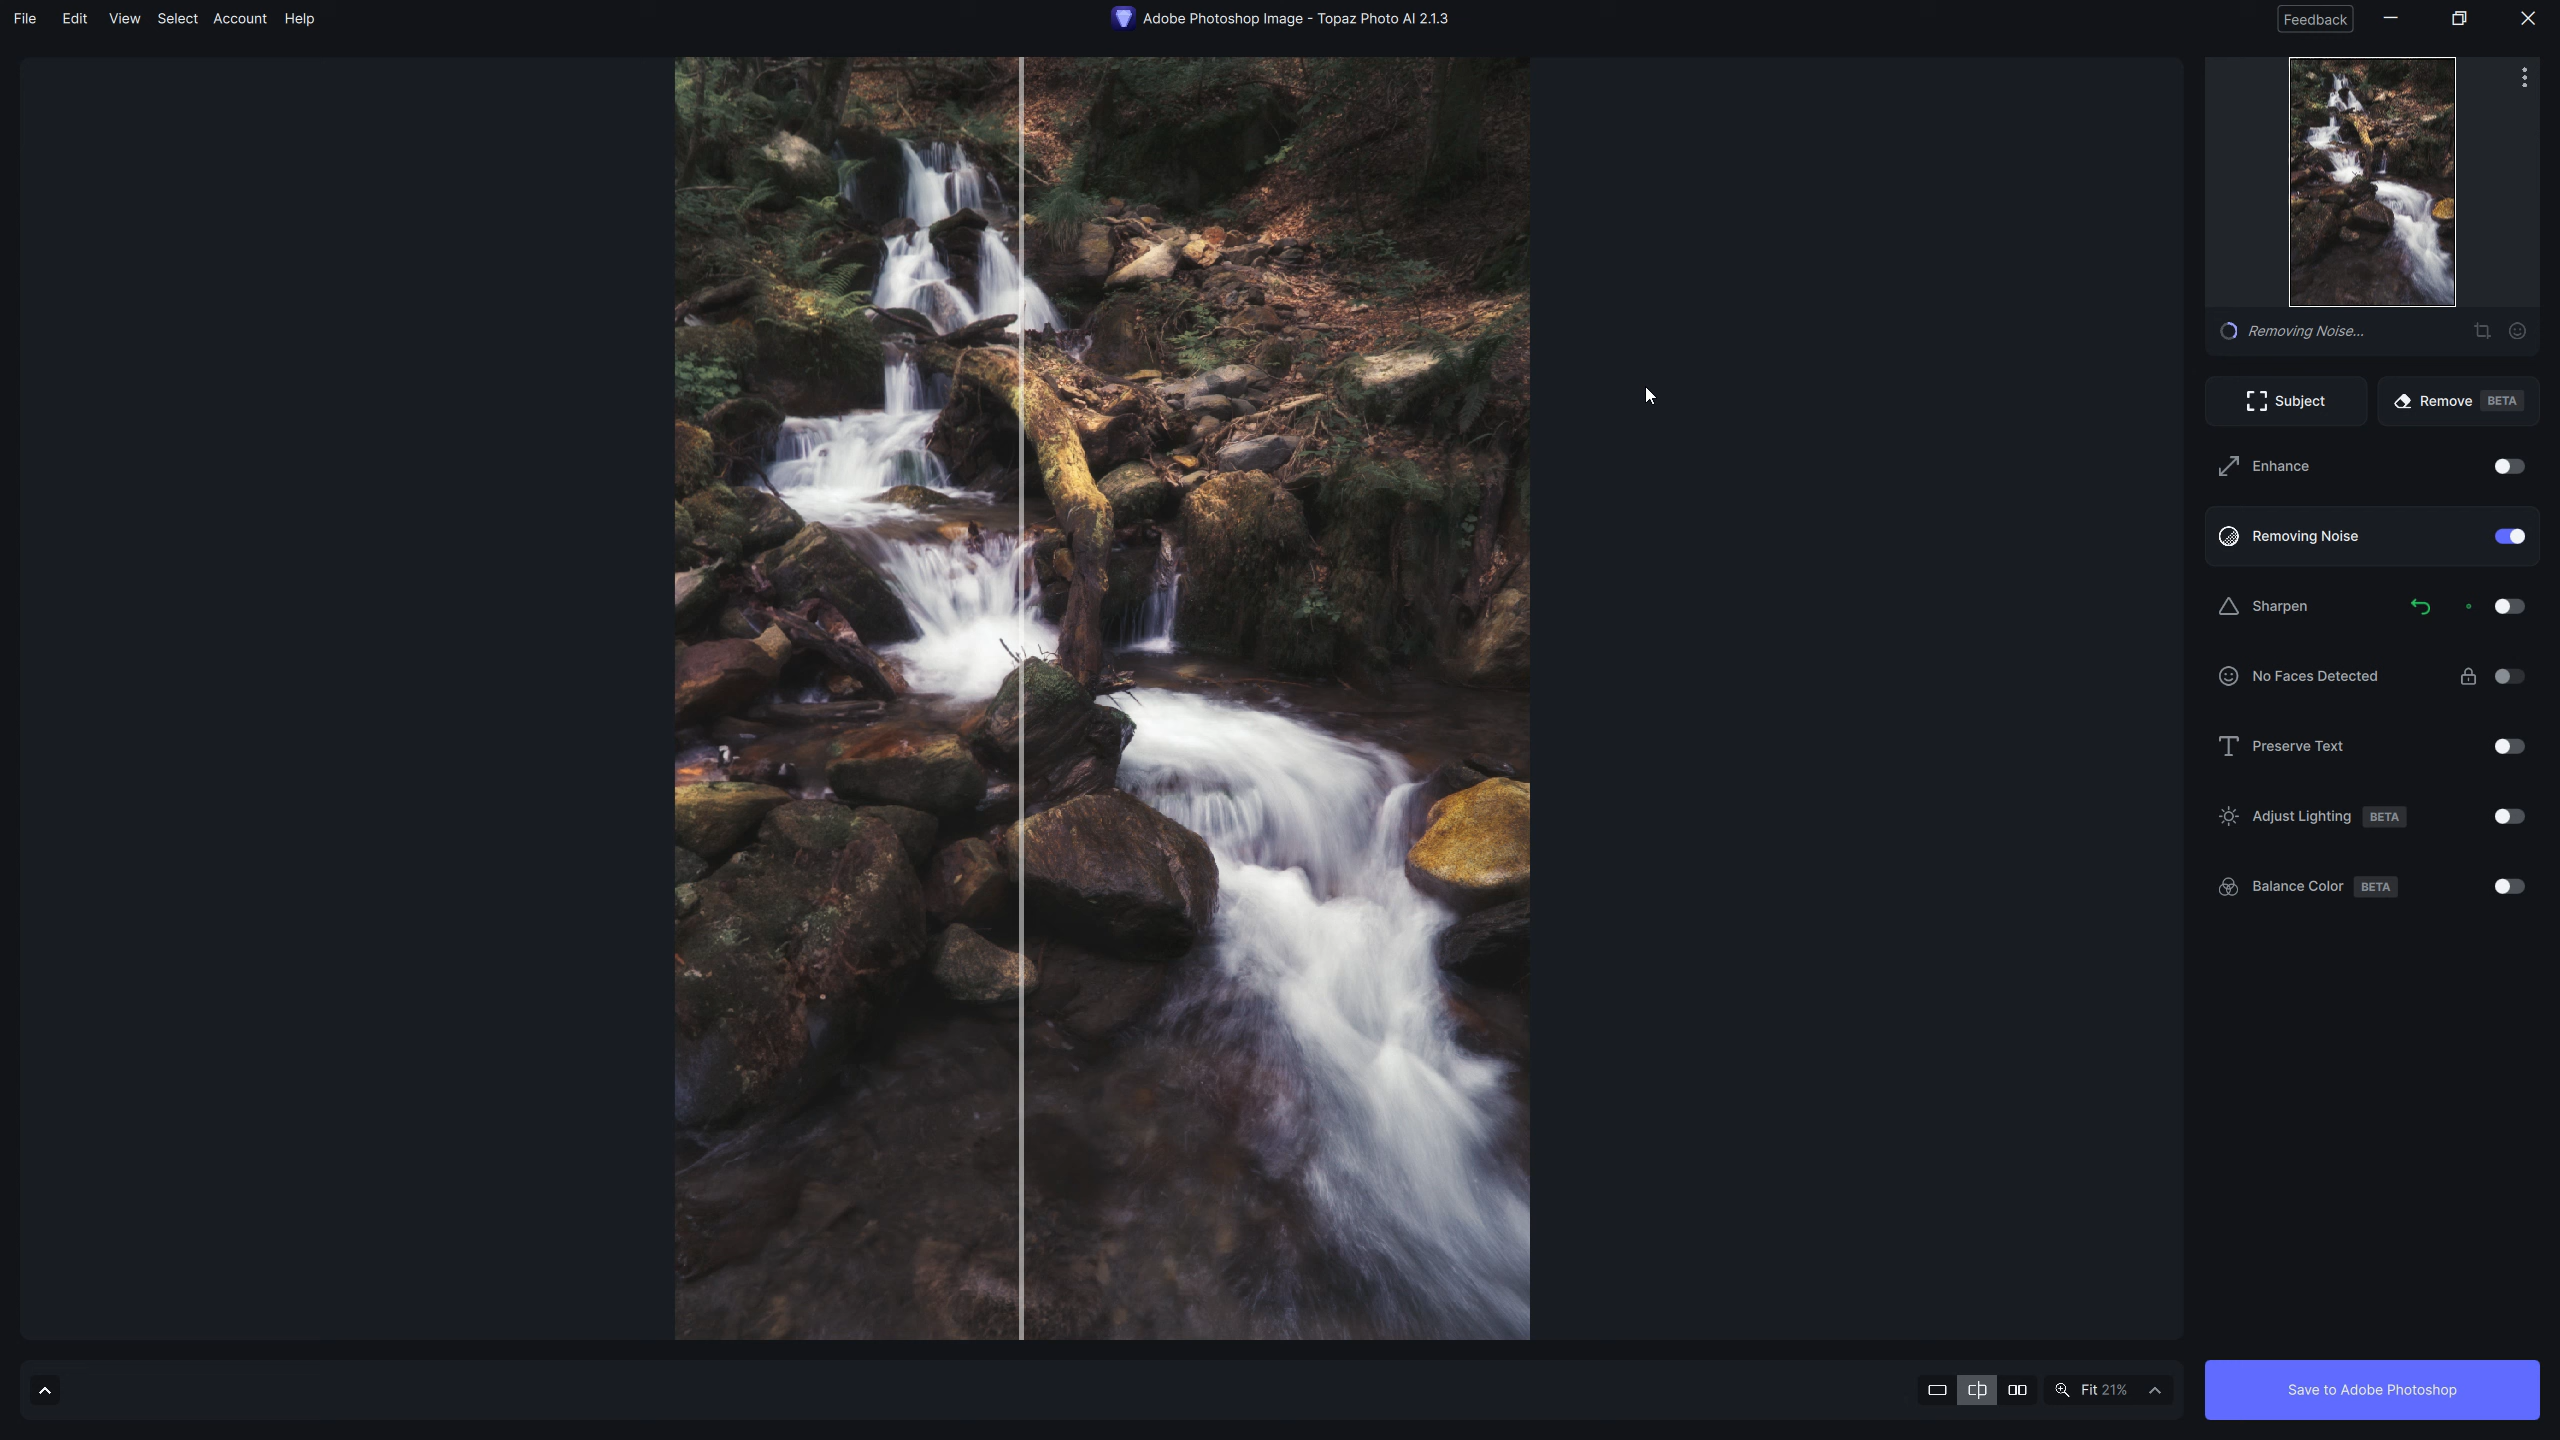 File Edit View Select Account Help
Adobe Photoshop Image - Topaz Photo AI 2.1.3
Feedback
Removing Noise...
Subject
Remove BETA
Enhance
Removing Noise
Sharpen
No Faces Detected
Preserve Text
Adjust Lighting BETA
Balance Color BETA
Fit 21%
Save to Adobe Photoshop